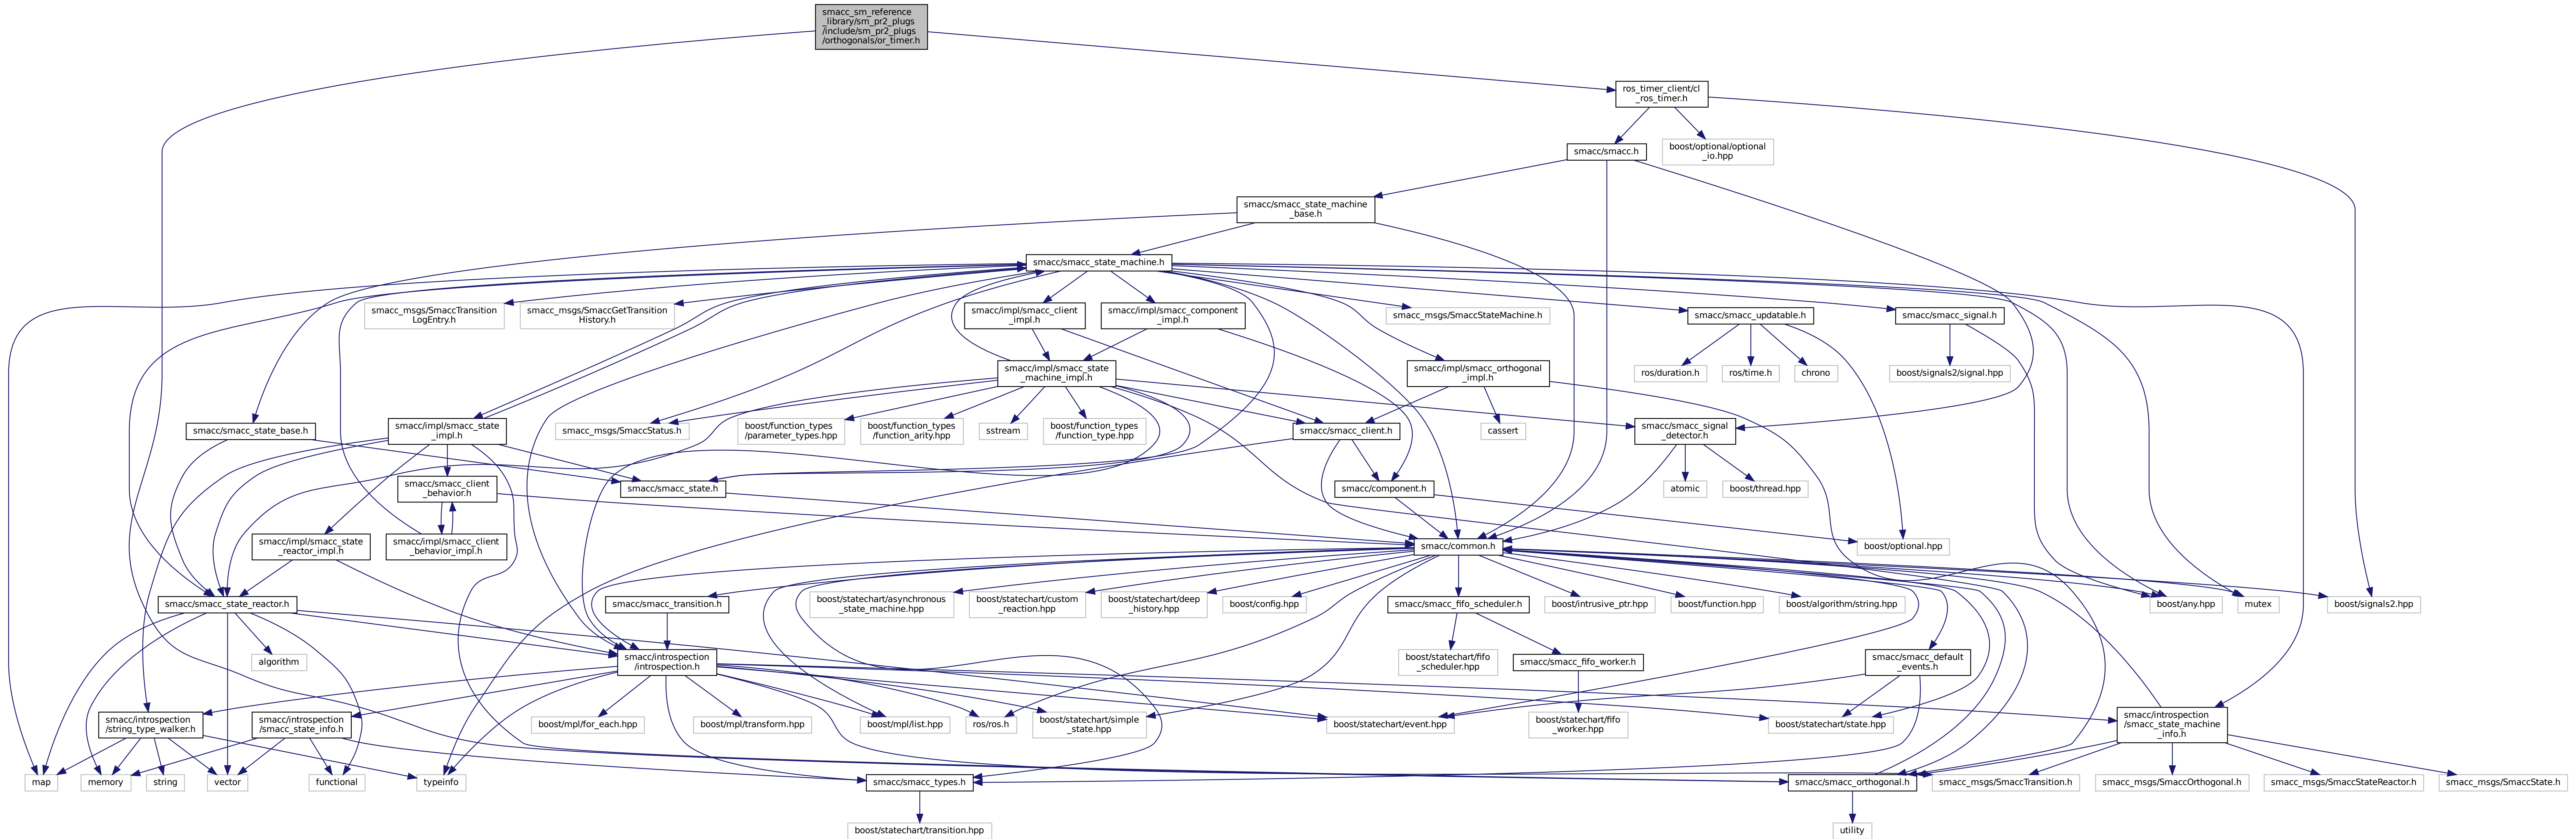 smacc_sm_reference
_library/sm_pr2_plugs
/include/sm_pr2_plugs
/orthogonals/or_timer.h
ros_timer_client/cl
_ros_timer.h
smacc/smacc.h
boost/optional/optional
_io.hpp
smacc/smacc_state_machine
_base.h
smacc/smacc_state_machine.h
smacc_msgs/SmaccTransition
LogEntry.h
smacc_msgs/SmaccGetTransition
History.h
smacc/impl/smacc_client
_impl.h
smacc/impl/smacc_component
_impl.h
smacc_msgs/SmaccStateMachine.h
smacc/smacc_updatable.h
smacc/smacc_signal.h
smacc/impl/smacc_state
_machine_impl.h
smacc/impl/smacc_orthogonal
_impl.h
ros/duration.h
ros/time.h
chrono
boost/signals2/signal.hpp
smacc/smacc_state_base.h
smacc/impl/smacc_state
_impl.h
smacc_msgs/SmaccStatus.h
boost/function_types
/parameter_types.hpp
boost/function_types
/function_arity.hpp
sstream
boost/function_types
/function_type.hpp
smacc/smacc_client.h
cassert
smacc/smacc_signal
_detector.h
smacc/smacc_client
_behavior.h
smacc/smacc_state.h
smacc/component.h
atomic
boost/thread.hpp
smacc/impl/smacc_state
_reactor_impl.h
smacc/impl/smacc_client
_behavior_impl.h
smacc/common.h
boost/optional.hpp
smacc/smacc_state_reactor.h
smacc/smacc_transition.h
boost/statechart/asynchronous
_state_machine.hpp
boost/statechart/custom
_reaction.hpp
boost/statechart/deep
_history.hpp
boost/config.hpp
smacc/smacc_fifo_scheduler.h
boost/intrusive_ptr.hpp
boost/function.hpp
boost/algorithm/string.hpp
boost/any.hpp
mutex
boost/signals2.hpp
algorithm
smacc/introspection
/introspection.h
boost/statechart/fifo
_scheduler.hpp
smacc/smacc_fifo_worker.h
smacc/smacc_default
_events.h
smacc/introspection
/string_type_walker.h
smacc/introspection
/smacc_state_info.h
boost/mpl/for_each.hpp
boost/mpl/transform.hpp
boost/mpl/list.hpp
ros/ros.h
boost/statechart/simple
_state.hpp
boost/statechart/event.hpp
boost/statechart/fifo
_worker.hpp
boost/statechart/state.hpp
smacc/introspection
/smacc_state_machine
_info.h
map
memory
string
vector
functional
typeinfo
smacc/smacc_types.h
smacc/smacc_orthogonal.h
smacc_msgs/SmaccTransition.h
smacc_msgs/SmaccOrthogonal.h
smacc_msgs/SmaccStateReactor.h
smacc_msgs/SmaccState.h
boost/statechart/transition.hpp
utility